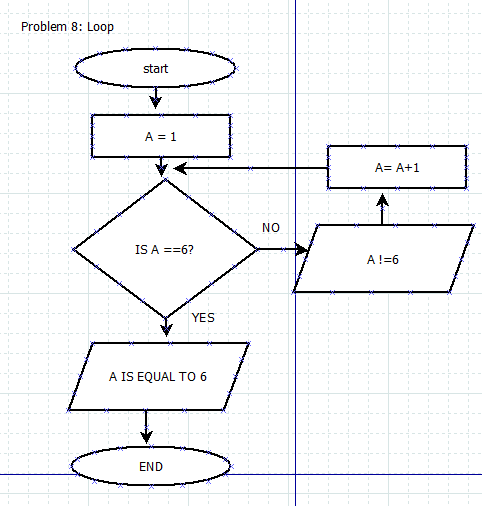 Problem 8: Loop
start
A = 1
A= A+1
NO
IS A ==6?
A !=6
YES
A IS EQUAL TO 6
END